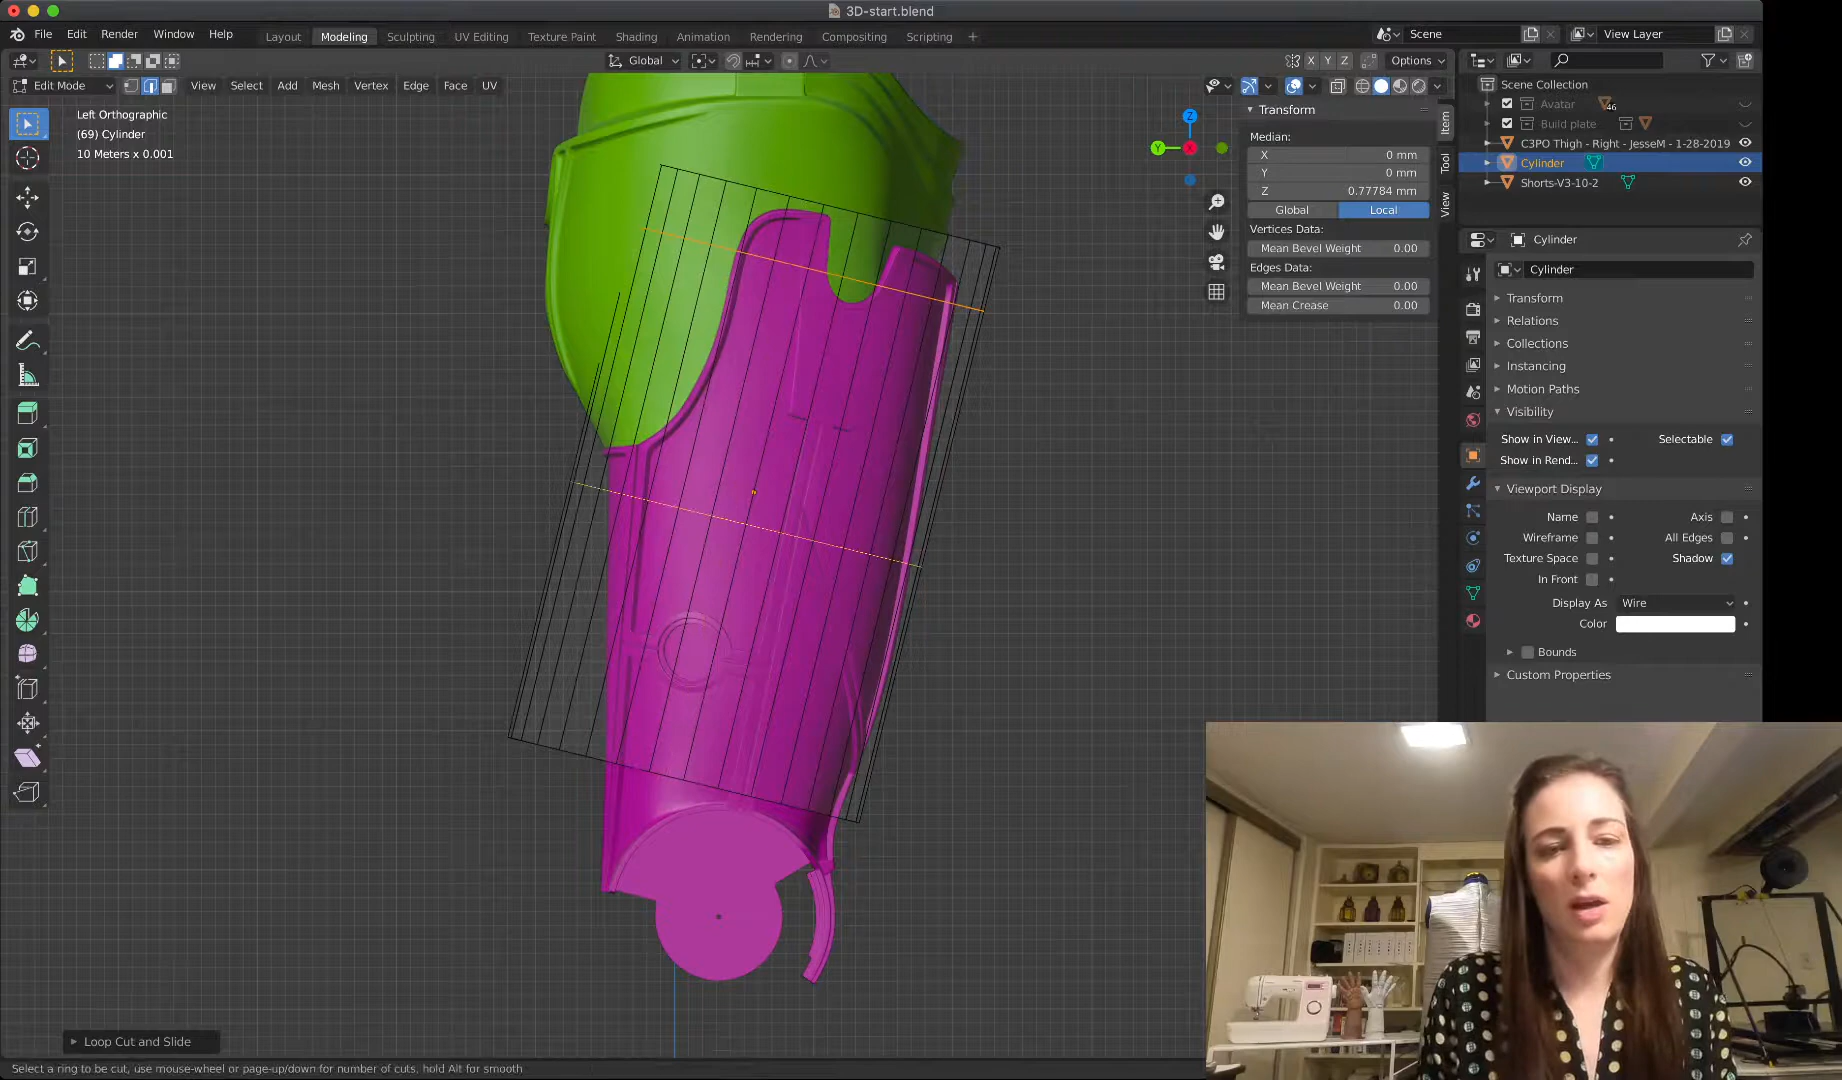 3D-start.blend
File Edit Render Window Help
Layout Modeling Sculpting UV Editing Texture Paint Shading Animation Rendering Compositing Scripting +
Scene
View Layer
Global
X Y Z Options
Edit Mode View Select Add Mesh Vertex Edge Face UV
Left Orthographic
(69) Cylinder
10 Meters x 0.001
Z
Y
X
Transform
Median:
X 0 mm
Y 0 mm
Z 0.77784 mm
Global Local
Vertices Data:
Mean Bevel Weight 0.00
Edges Data:
Mean Bevel Weight 0.00
Mean Crease 0.00
Item
Tool
View
Scene Collection
Avatar 46
Build plate
C3PO Thigh - Right - JesseM - 1-28-2019
Cylinder
Shorts-V3-10-2
Cylinder
Cylinder
Transform
Relations
Collections
Instancing
Motion Paths
Visibility
Show in View... Selectable
Show in Rend...
Viewport Display
Name Axis
Wireframe All Edges
Texture Space Shadow
In Front
Display As Wire
Color
Bounds
Custom Properties
Loop Cut and Slide
Select a ring to be cut, use mouse-wheel or page-up/down for number of cuts, hold Alt for smooth